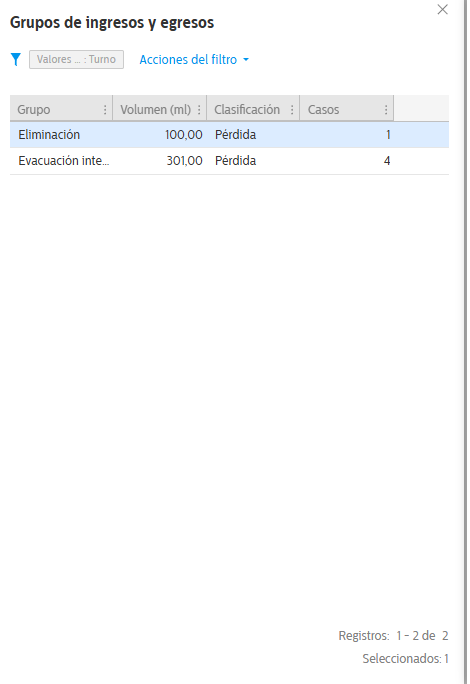 Grupos de ingresos y egresos
Valores ... : Turno Acciones del filtro
Grupo Volumen (ml) Clasificación Casos
Eliminación 100,00 Pérdida 1
Evacuación inte... 301,00 Pérdida 4
Registros: 1 - 2 de 2
Seleccionados: 1